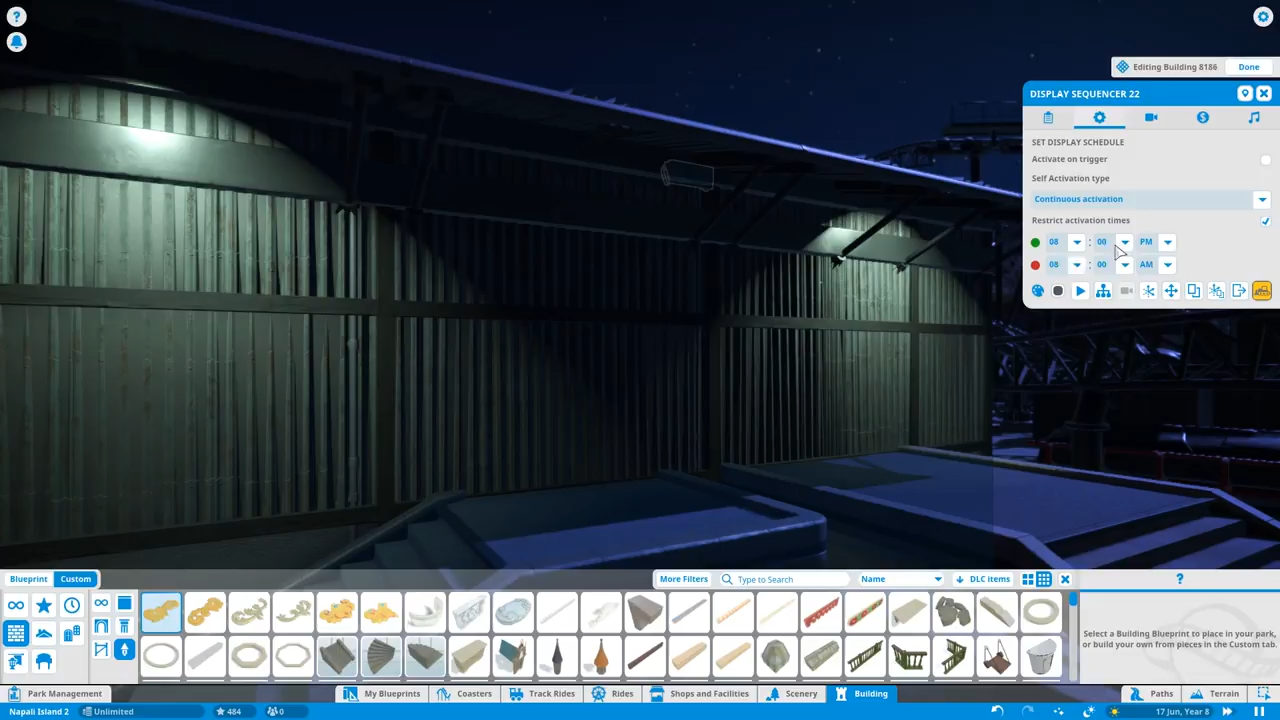 Editing Building 8186
Done
DISPLAY SEQUENCER 22
SET DISPLAY SCHEDULE
Activate on trigger
Self Activation type
Continuous activation
Restrict activation times
08 : 00 PM
08 : 00 AM
Blueprint
Custom
More Filters
Type to Search
Name
DLC items
?
Select a Building Blueprint to place in your park, or build your own from pieces in the Custom tab.
Park Management
My Blueprints
Coasters
Track Rides
Rides
Shops and Facilities
Scenery
Building
Paths
Terrain
Napali Island 2
Unlimited
484
0
17 Jun, Year 8